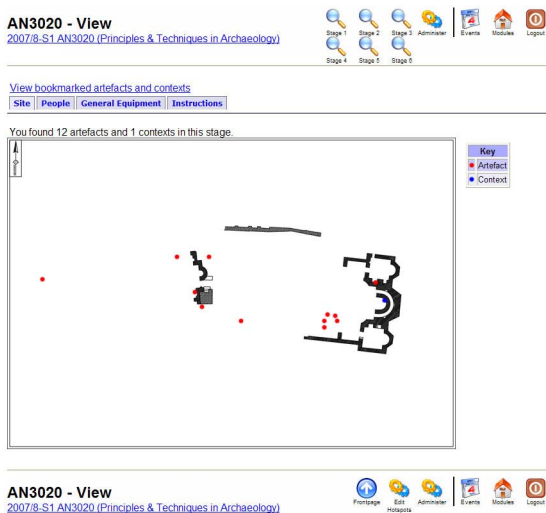 AN3020 - View
2007/8-S1 AN3020 (Principles & Techniques in Archaeology)
Stage 1 Stage 2 Stage 3 Administer Events Modules Logout
Stage 4 Stage 5 Stage 6
View bookmarked artefacts and contexts
Site People General Equipment Instructions
You found 12 artefacts and 1 contexts in this stage.
Key
Artefact
Context
AN3020 - View
2007/8-S1 AN3020 (Principles & Techniques in Archaeology)
Frontpage Edit Hotspots Administer Events Modules Logout